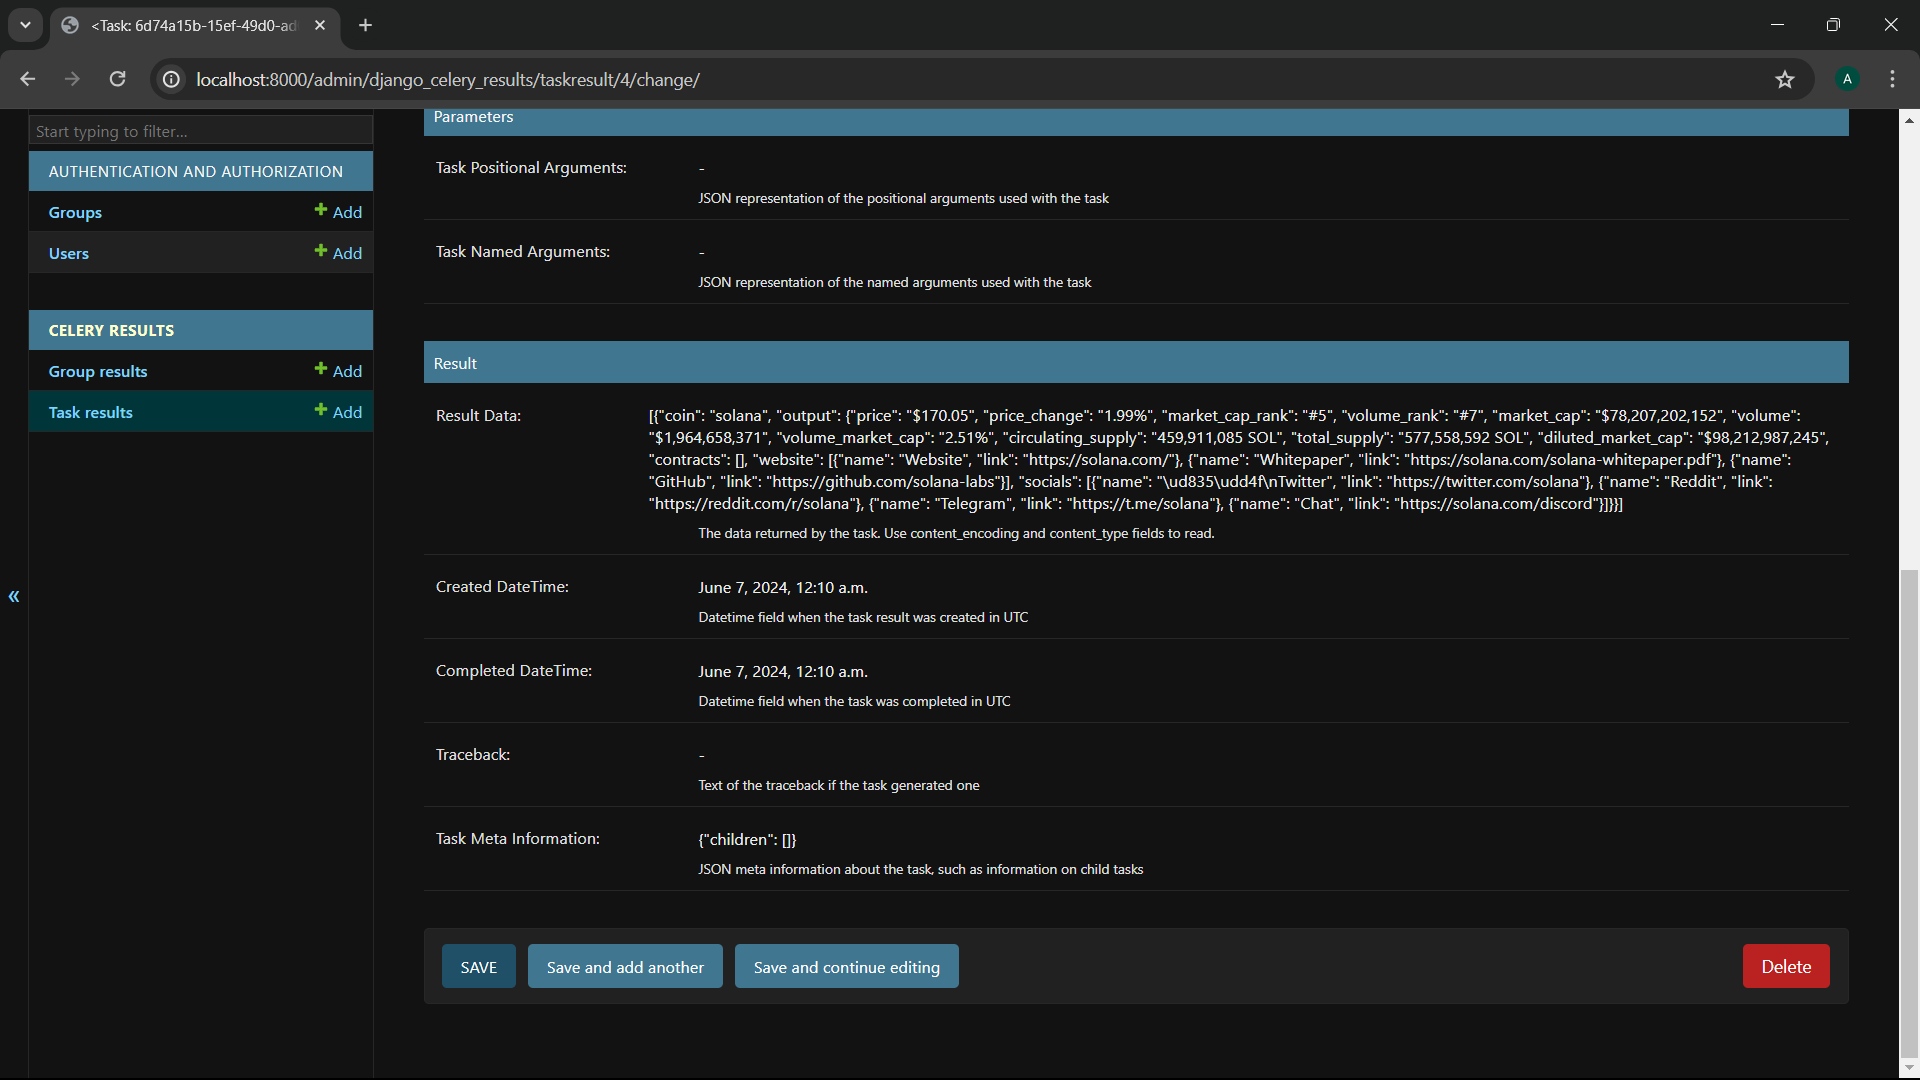 <Task: 6d74a15b-15ef-49d0-ad
localhost:8000/admin/django_celery_results/taskresult/4/change/
A
Start typing to filter...
AUTHENTICATION AND AUTHORIZATION
Groups + Add
Users + Add
CELERY RESULTS
Group results + Add
Task results + Add
«
Parameters
Task Positional Arguments: -
JSON representation of the positional arguments used with the task
Task Named Arguments: -
JSON representation of the named arguments used with the task
Result
Result Data: [{"coin": "solana", "output": {"price": "$170.05", "price_change": "1.99%", "market_cap_rank": "#5", "volume_rank": "#7", "market_cap": "$78,207,202,152", "volume":
"$1,964,658,371", "volume_market_cap": "2.51%", "circulating_supply": "459,911,085 SOL", "total_supply": "577,558,592 SOL", "diluted_market_cap": "$98,212,987,245",
"contracts": [], "website": [{"name": "Website", "link": "https://solana.com/"}, {"name": "Whitepaper", "link": "https://solana.com/solana-whitepaper.pdf"}, {"name":
"GitHub", "link": "https://github.com/solana-labs"}], "socials": [{"name": "\ud835\udd4f\nTwitter", "link": "https://twitter.com/solana"}, {"name": "Reddit", "link":
"https://reddit.com/r/solana"}, {"name": "Telegram", "link": "https://t.me/solana"}, {"name": "Chat", "link": "https://solana.com/discord"}]}}]
The data returned by the task. Use content_encoding and content_type fields to read.
Created DateTime: June 7, 2024, 12:10 a.m.
Datetime field when the task result was created in UTC
Completed DateTime: June 7, 2024, 12:10 a.m.
Datetime field when the task was completed in UTC
Traceback: -
Text of the traceback if the task generated one
Task Meta Information: {"children": []}
JSON meta information about the task, such as information on child tasks
SAVE Save and add another Save and continue editing Delete